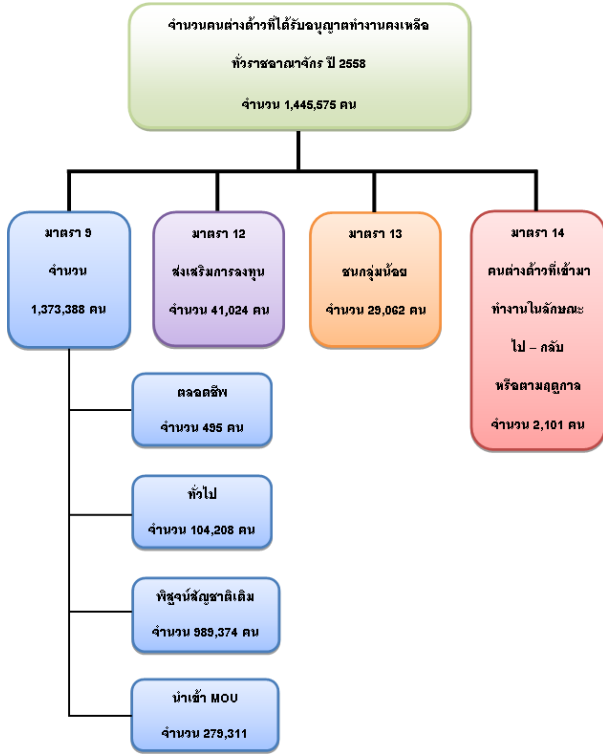 จำนวนคนต่างด้าวที่ได้รับอนุญาตทำงานคงเหลือ
ทั่วราชอาณาจักร ปี 2558
จำนวน 1,445,575 คน
มาตรา 9
จำนวน
1,373,388 คน
มาตรา 12
ส่งเสริมการลงทุน
จำนวน 41,024 คน
มาตรา 13
ชนกลุ่มน้อย
จำนวน 29,062 คน
มาตรา 14
คนต่างด้าวที่เข้ามา
ทำงานในลักษณะ
ไป – กลับ
หรือตามฤดูกาล
จำนวน 2,101 คน
ตลอดชีพ
จำนวน 495 คน
ทั่วไป
จำนวน 104,208 คน
พิสูจน์สัญชาติเดิม
จำนวน 989,374 คน
นำเข้า MOU
จำนวน 279,311